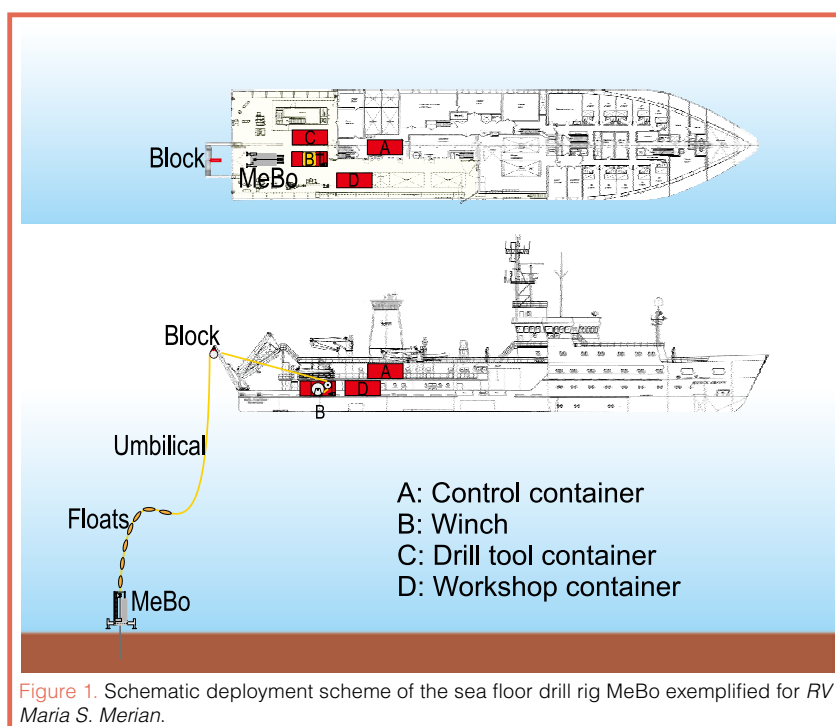 C
A
Block
B
MeBo
D
Block
A
D
B
Umbilical
Floats
MeBo
A: Control container
B: Winch
C: Drill tool container
D: Workshop container
Figure 1. Schematic deployment scheme of the sea floor drill rig MeBo exemplified for RV
Maria S. Merian.